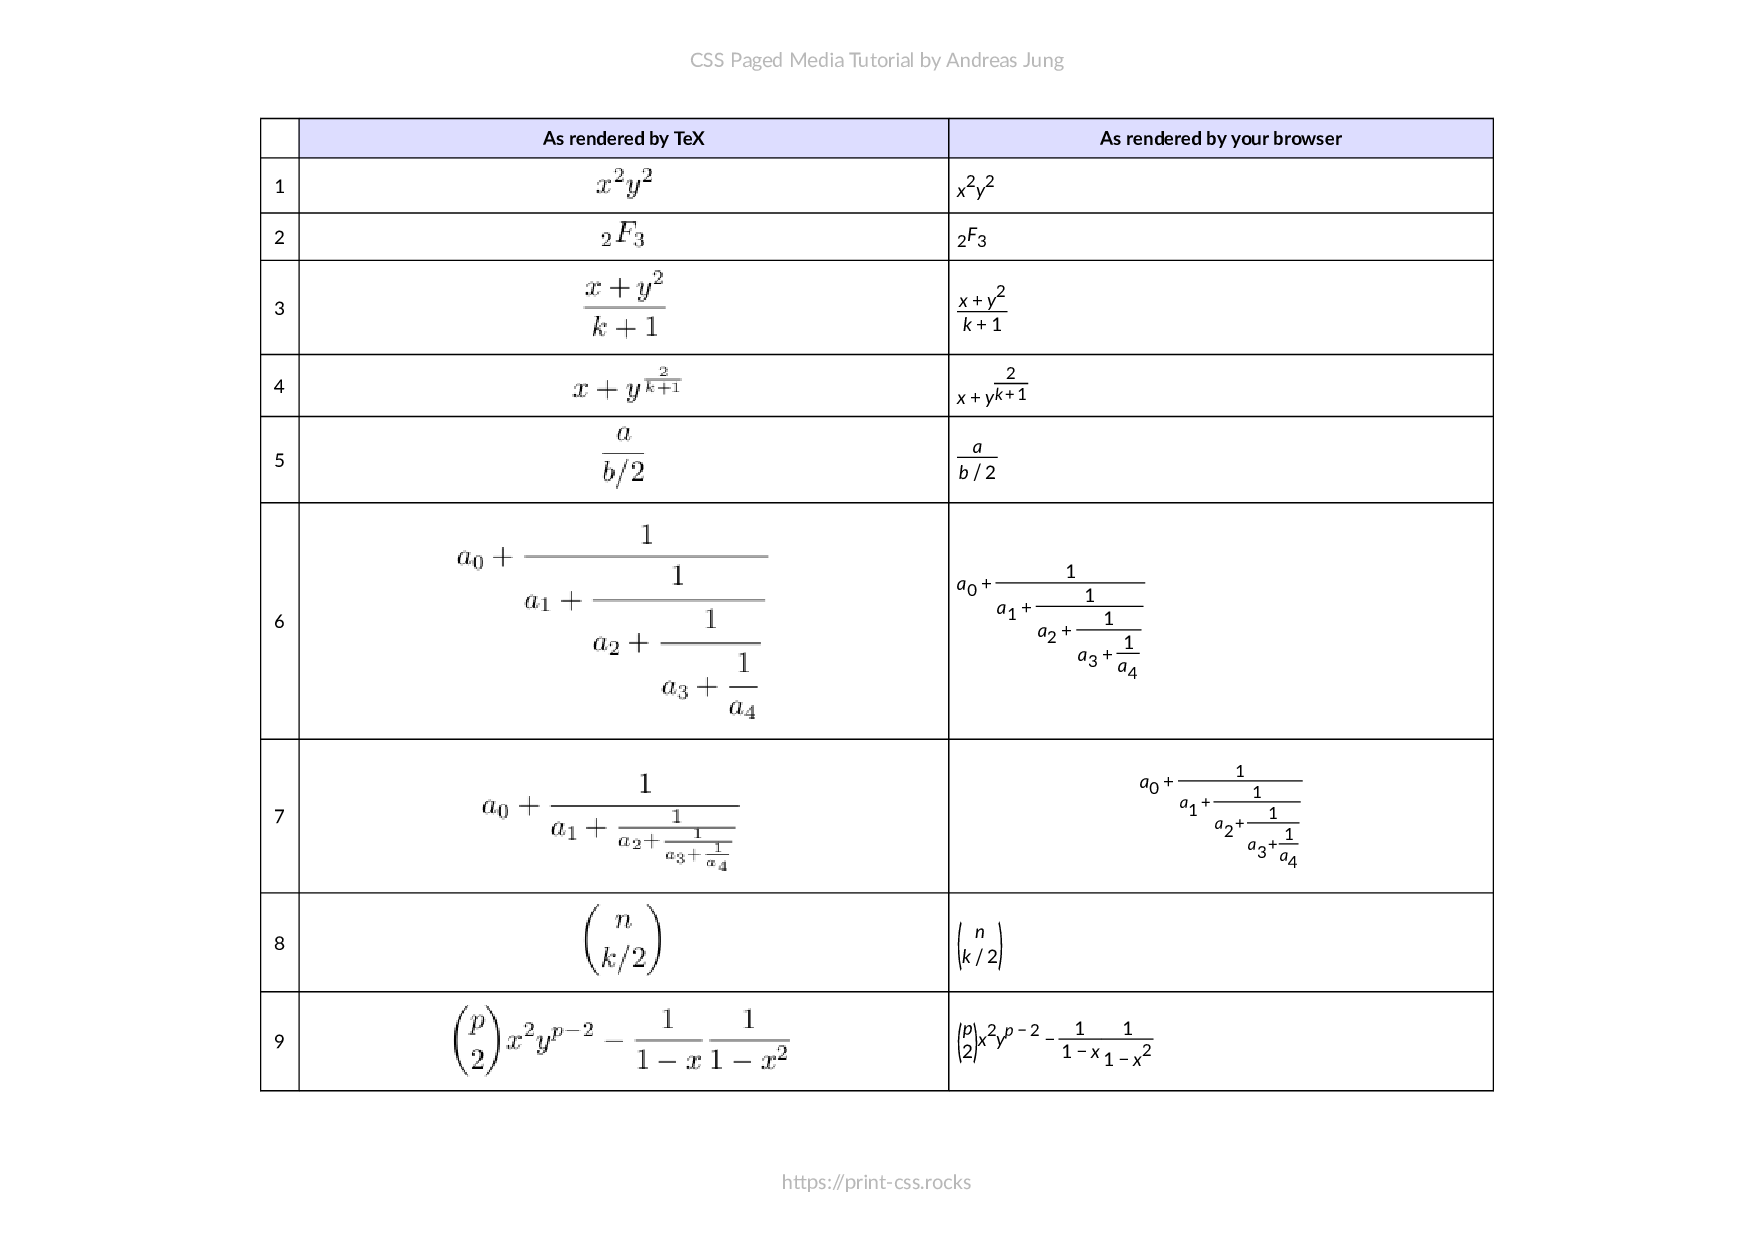 CSS Paged Media Tutorial by Andreas Jung
As rendered by TeX | As rendered by your browser
1 | x^2y^2 | x^2y^2
2 | _2F_3 | _2F_3
3 | \frac{x + y^2}{k + 1} | \frac{x + y^2}{k + 1}
4 | x + y^{\frac{2}{k+1}} | x + y^{\frac{2}{k+1}}
5 | \frac{a}{b/2} | \frac{a}{b / 2}
6 | a_0 + \frac{1}{a_1 + \frac{1}{a_2 + \frac{1}{a_3 + \frac{1}{a_4}}}} | a_0 + \frac{1}{a_1 + \frac{1}{a_2 + \frac{1}{a_3 + \frac{1}{a_4}}}}
7 | a_0 + \frac{1}{a_1 + \frac{1}{a_2 + \frac{1}{a_3 + \frac{1}{a_4}}}} | a_0 + \frac{1}{a_1 + \frac{1}{a_2 + \frac{1}{a_3 + \frac{1}{a_4}}}}
8 | \binom{n}{k/2} | \binom{n}{k / 2}
9 | \binom{p}{2} x^2 y^{p-2} - \frac{1}{1 - x} \frac{1}{1 - x^2} | \binom{p}{2} x^2 y^{p - 2} - \frac{1}{1 - x} \frac{1}{1 - x^2}
https://print-css.rocks